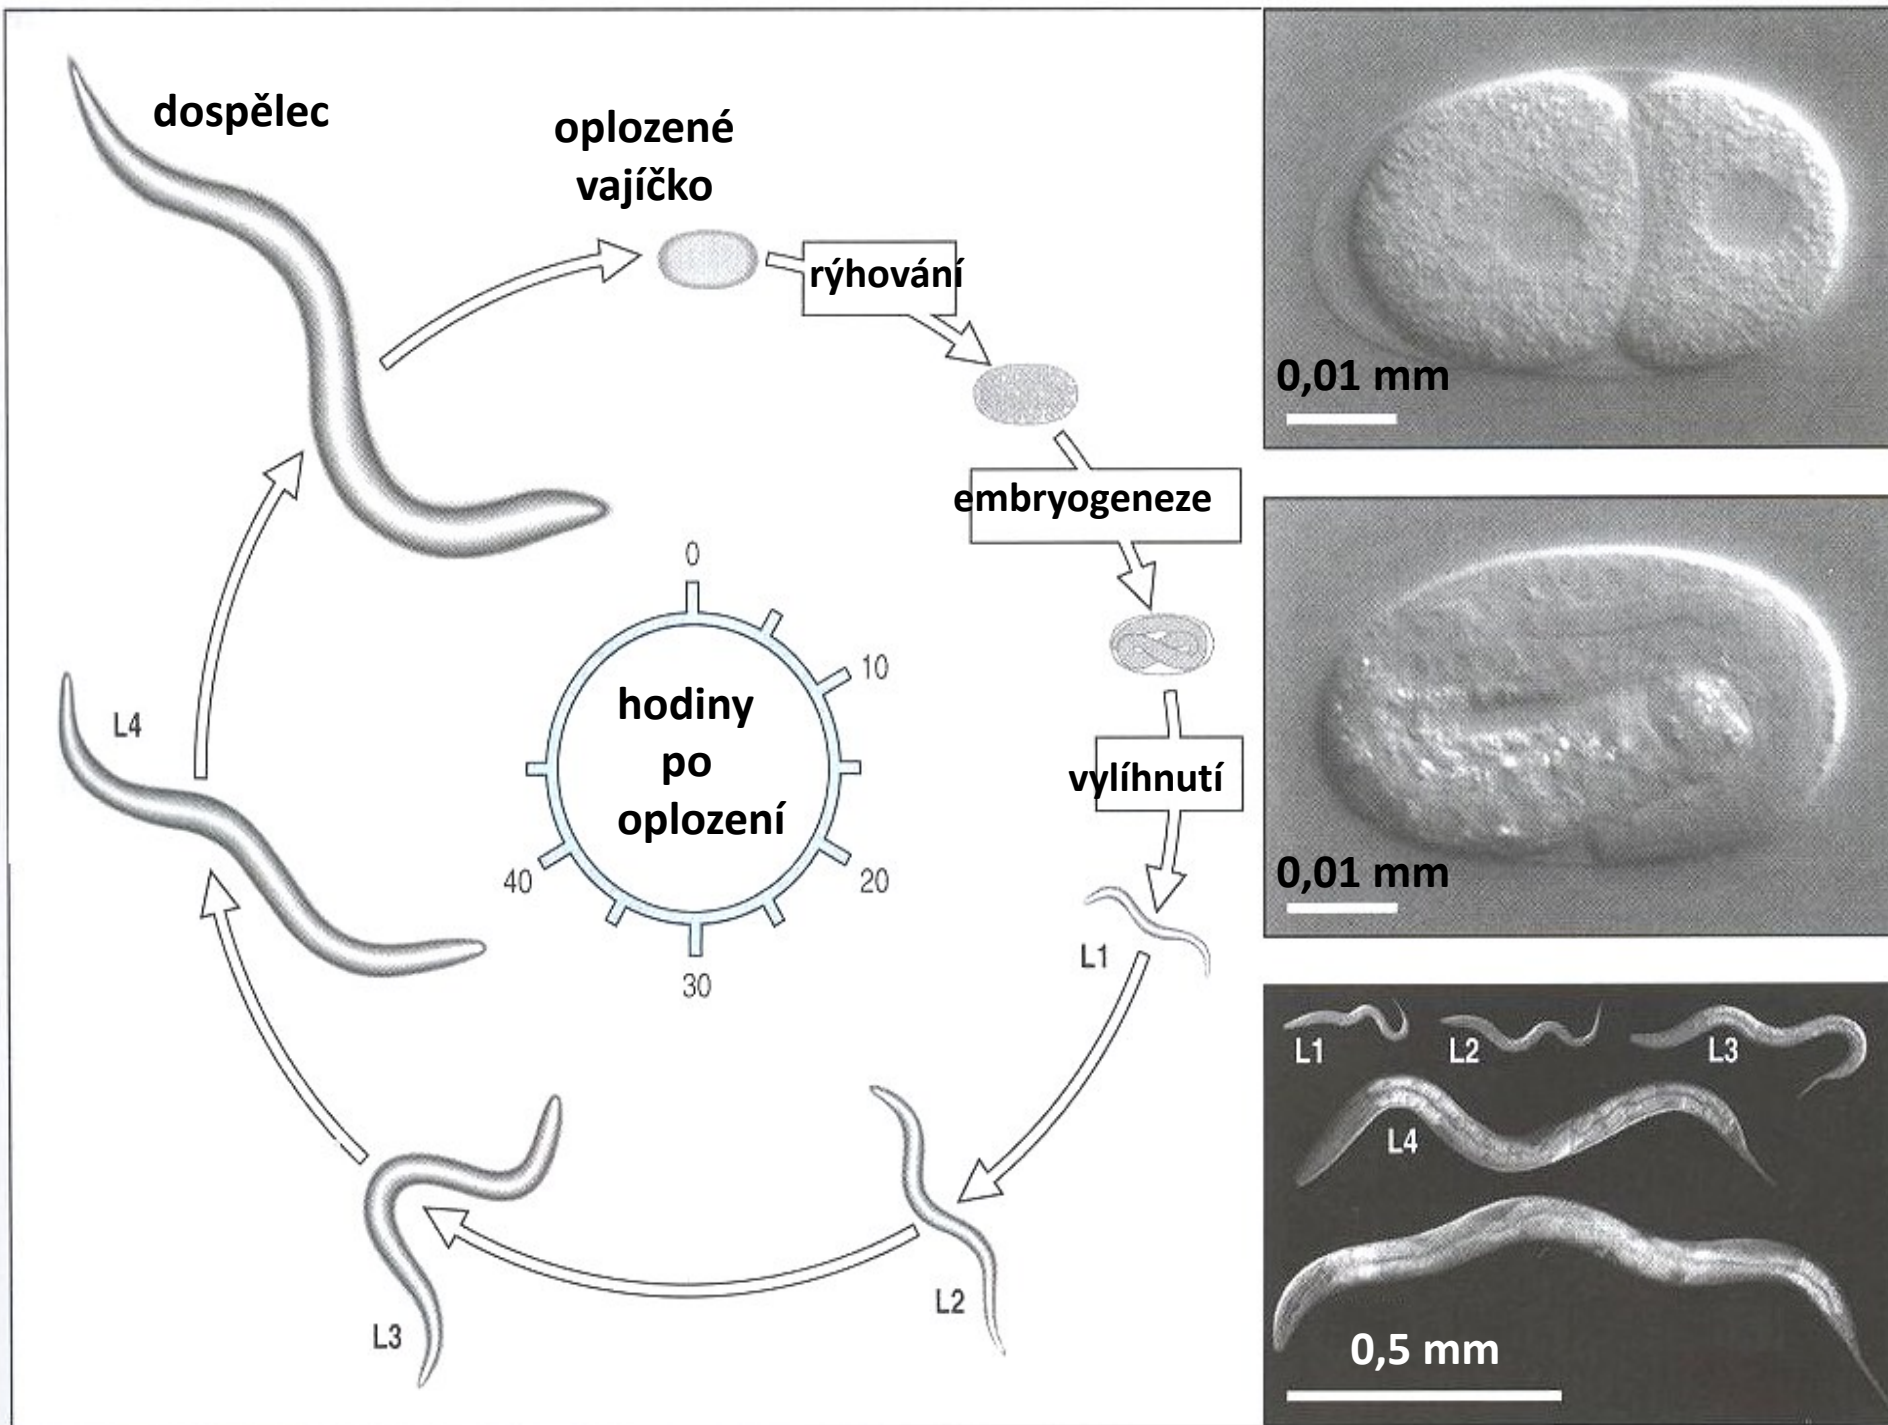 dospělec
oplozené
vajíčko
rýhování
embryogeneze
vylíhnutí
L1
L2
L3
L4
0
10
20
30
40
hodiny
po
oplození
0,01 mm
0,01 mm
L1
L2
L3
L4
0,5 mm